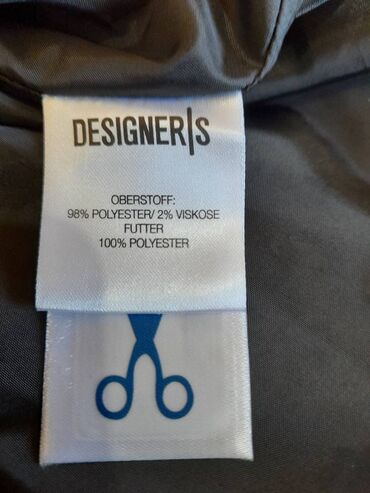 DESIGNER|S
OBERSTOFF:
98% POLYESTER/ 2% VISKOSE
FUTTER
100% POLYESTER